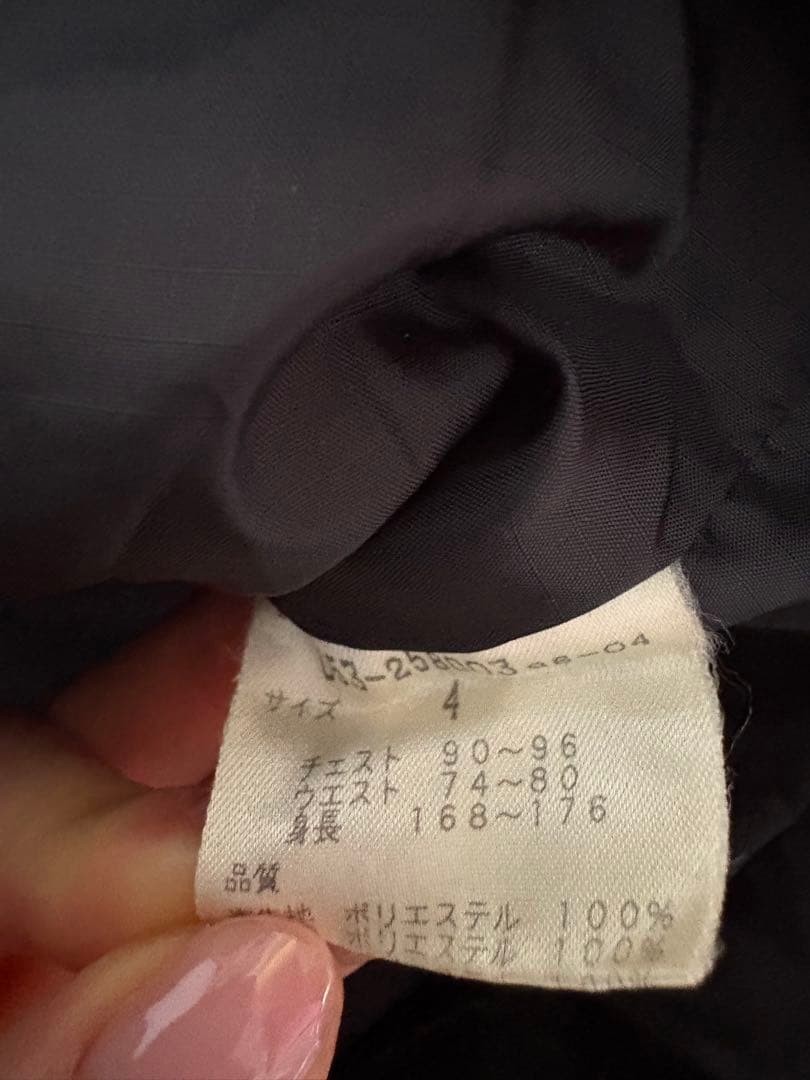 サイズ 4
チェスト 90～96
ウエスト 74～80
身長 168～176
品質
ポリエステル 100%
ポリエステル 100%